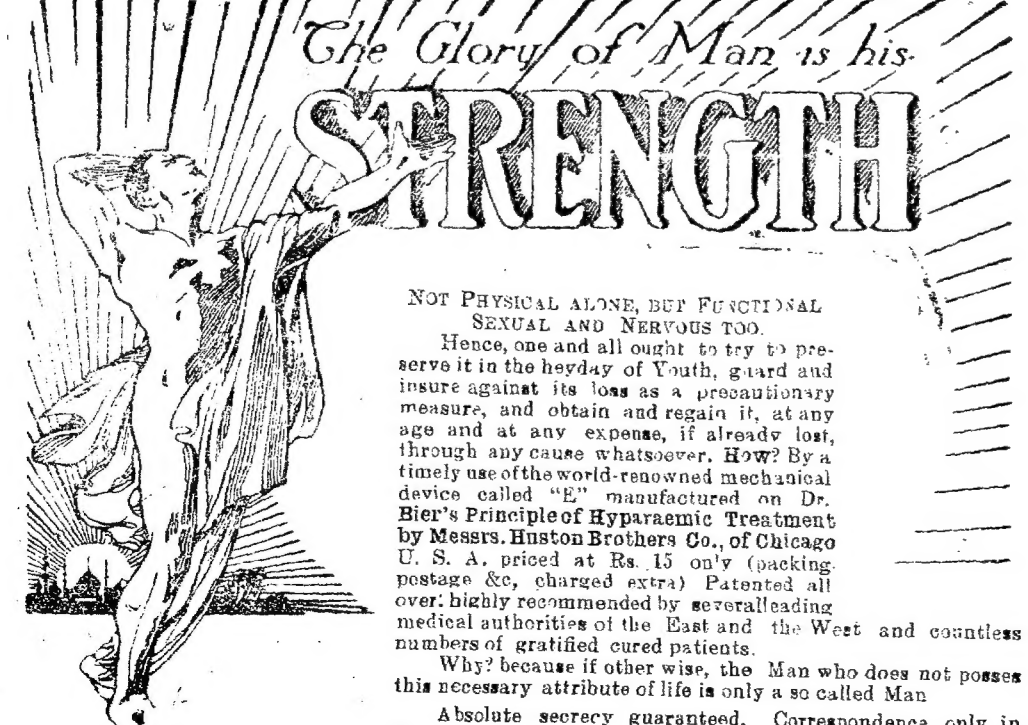 The Glory of Man is his
STRENGTH
NOT PHYSICAL ALONE, BUT FUNCTIONAL
SEXUAL AND NERVOUS TOO.
Hence, one and all ought to try to pre-
serve it in the heyday of Youth, guard and
insure against its loss as a precautionary
measure, and obtain and regain it, at any
age and at any expense, if already lost,
through any cause whatsoever. How? By a
timely use of the world-renowned mechanical
device called "E" manufactured on Dr.
Bier's Principle of Hyparaemic Treatment
by Messrs. Huston Brothers Co., of Chicago
U. S. A. priced at Rs. 15 only (packing
postage &c, charged extra) Patented all
over: highly recommended by several leading
medical authorities of the East and the West and countless
numbers of gratified cured patients.
Why? because if other wise, the Man who does not posses
this necessary attribute of life is only a so called Man
Absolute secrecy guaranteed. Correspondence only in